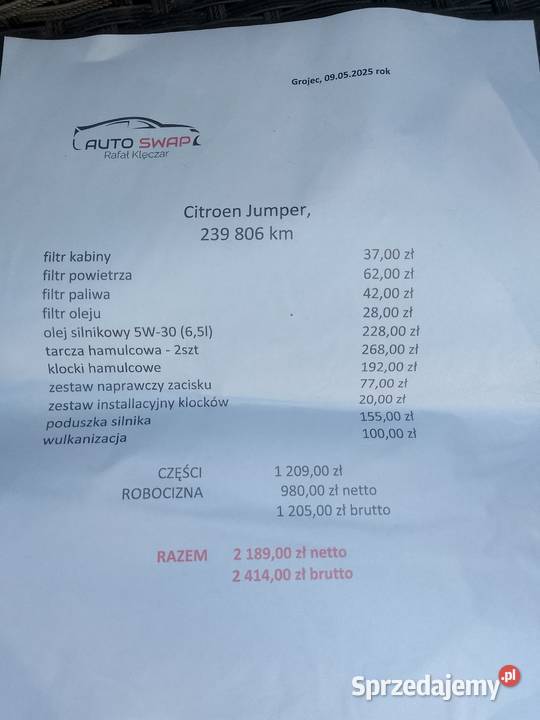 Grojec, 09,05.2025 rok
AUTO SWAP
Rafał Klęczar
Citroen Jumper,
239 806 km
filtr kabiny 37,00 zł
filtr powietrza 62,00 zł
filtr paliwa 42,00 zł
filtr oleju 28,00 zł
olej silnikowy 5W-30 (6,5l) 228,00 zł
tarcza hamulcowa - 2szt 268,00 zł
klocki hamulcowe 192,00 zł
zestaw naprawczy zacisku 77,00 zł
zestaw installacyjny klocków 20,00 zł
poduszka silnika 155,00 zł
wulkanizacja 100,00 zł
CZĘŚCI 1 209,00 zł
ROBOCIZNA 980,00 zł netto
1 205,00 zł brutto
RAZEM 2 189,00 zł netto
2 414,00 zł brutto
Sprzedajemy.pl